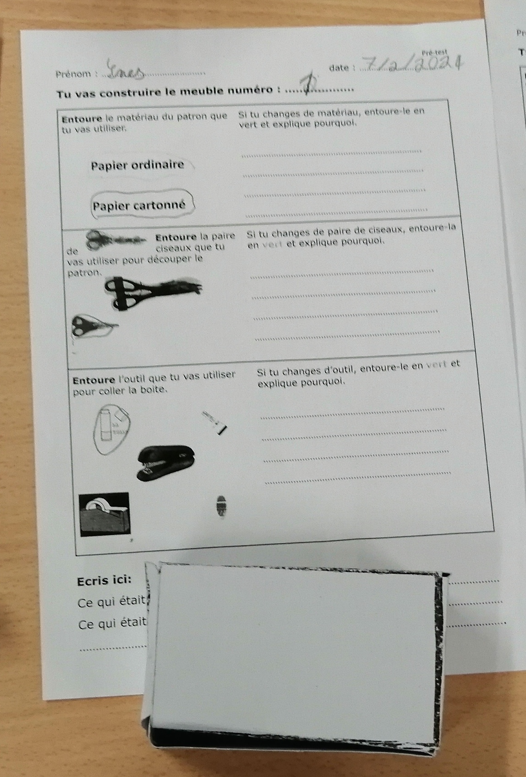 Pré-test
Prénom : Ines date : 7/2/2021
Tu vas construire le meuble numéro : 1
Entoure le matériau du patron que
tu vas utiliser.
Si tu changes de matériau, entoure-le en
vert et explique pourquoi.
Papier ordinaire
Papier cartonné
Entoure la paire
de ciseaux que tu
vas utiliser pour découper le
patron.
Si tu changes de paire de ciseaux, entoure-la
en vert et explique pourquoi.
Entoure l'outil que tu vas utiliser
pour coller la boite.
Si tu changes d'outil, entoure-le en vert et
explique pourquoi.
Ecris ici:
Ce qui était
Ce qui était